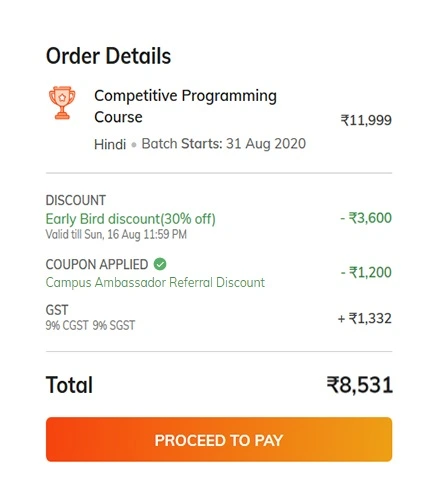 Order Details
Competitive Programming
Course
₹11,999
Hindi • Batch Starts: 31 Aug 2020
DISCOUNT
Early Bird discount(30% off)
- ₹3,600
Valid till Sun, 16 Aug 11:59 PM
COUPON APPLIED
- ₹1,200
Campus Ambassador Referral Discount
GST
+ ₹1,332
9% CGST 9% SGST
Total ₹8,531
PROCEED TO PAY